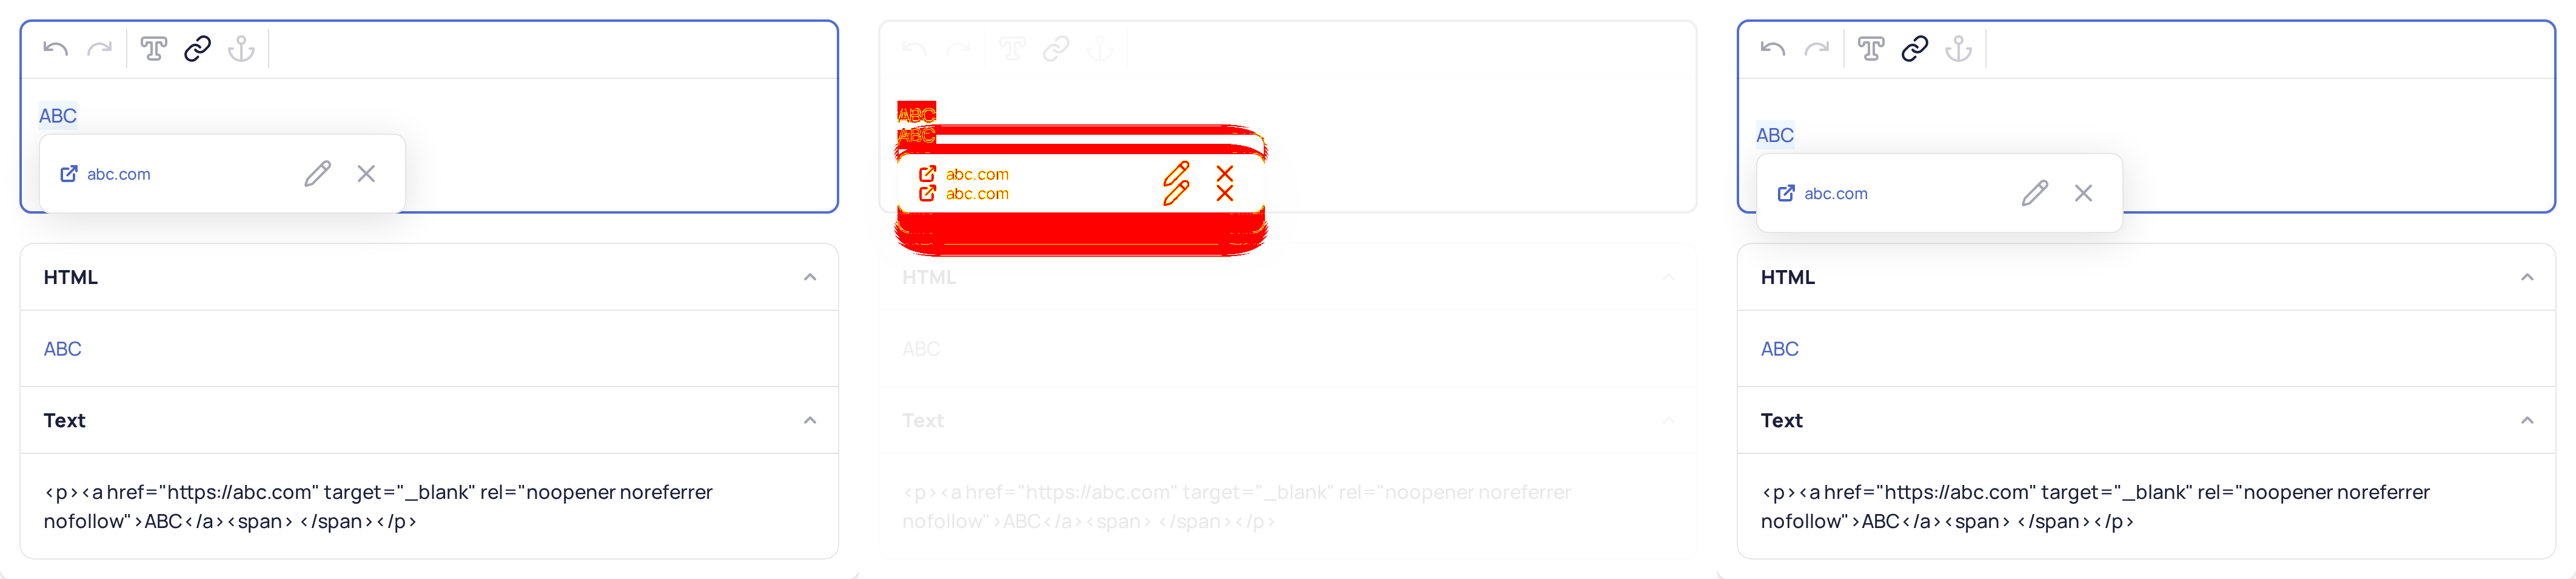 ABC
abc.com
HTML
ABC
Text
<p><a href="https://abc.com" target="_blank" rel="noopener noreferrer
nofollow">ABC</a><span> </span></p>
ABC
ABC
abc.com
abc.com
HTML
ABC
Text
<p><a href="https://abc.com" target="_blank" rel="noopener noreferrer
nofollow">ABC</a><span> </span></p>
ABC
abc.com
HTML
ABC
Text
<p><a href="https://abc.com" target="_blank" rel="noopener noreferrer
nofollow">ABC</a><span> </span></p>